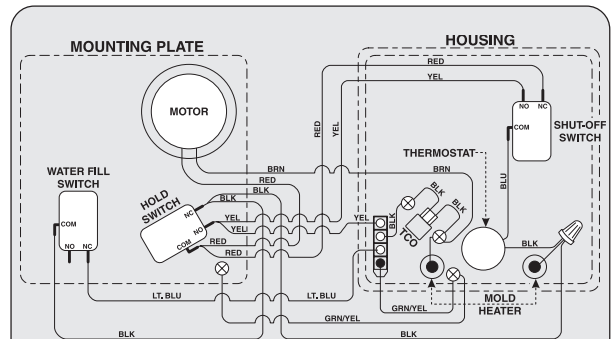 MOUNTING PLATE
HOUSING
RED
YEL
MOTOR
RED
YEL
NO NC
COM
SHUT-OFF
SWITCH
THERMOSTAT
BLU
WATER FILL
SWITCH
COM
NO NC
HOLD
SWITCH
NC
NO
COM
BRN
RED
BLK
BLK
YEL
YEL
RED
RED
YEL
BLK
BLK
BLK
TCO
BLK
LT. BLU
LT. BLU
GRN/YEL
GRN/YEL
MOLD
HEATER
BLK
BLK